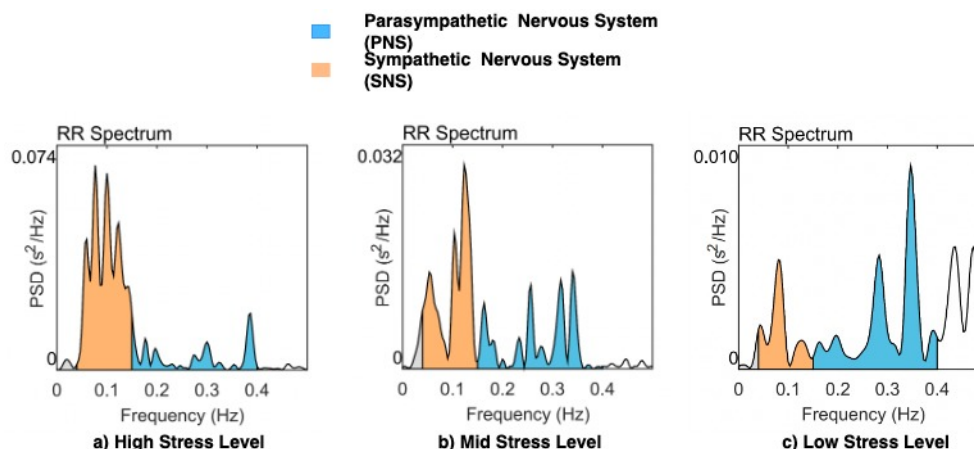 Parasympathetic Nervous System
(PNS)
Sympathetic Nervous System
(SNS)
RR Spectrum
0.074
0
PSD (s²/Hz)
0 0.1 0.2 0.3 0.4
Frequency (Hz)
a) High Stress Level
RR Spectrum
0.032
0
PSD (s²/Hz)
0 0.1 0.2 0.3 0.4
Frequency (Hz)
b) Mid Stress Level
RR Spectrum
0.010
0
PSD (s²/Hz)
0 0.1 0.2 0.3 0.4
Frequency (Hz)
c) Low Stress Level